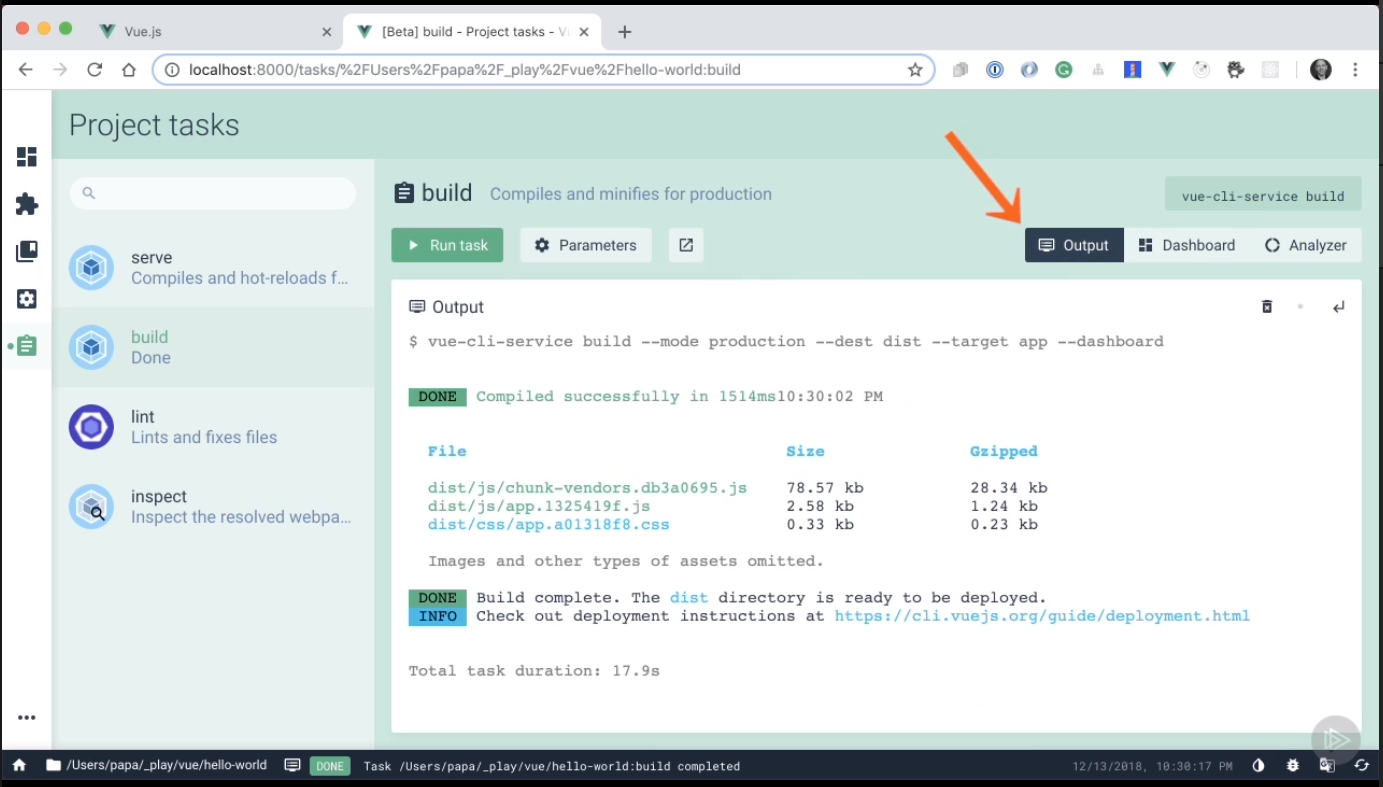 Vue.js
[Beta] build - Project tasks - Vi
localhost:8000/tasks/%2FUsers%2Fpapa%2F_play%2Fvue%2Fhello-world:build
Project tasks
build Compiles and minifies for production
vue-cli-service build
Run task Parameters
Output Dashboard Analyzer
serve
Compiles and hot-reloads f...
build
Done
lint
Lints and fixes files
inspect
Inspect the resolved webpa...
Output
$ vue-cli-service build --mode production --dest dist --target app --dashboard
DONE Compiled successfully in 1514ms10:30:02 PM
File Size Gzipped
dist/js/chunk-vendors.db3a0695.js 78.57 kb 28.34 kb
dist/js/app.1325419f.js 2.58 kb 1.24 kb
dist/css/app.a01318f8.css 0.33 kb 0.23 kb
Images and other types of assets omitted.
DONE Build complete. The dist directory is ready to be deployed.
INFO Check out deployment instructions at https://cli.vuejs.org/guide/deployment.html
Total task duration: 17.9s
/Users/papa/_play/vue/hello-world DONE Task /Users/papa/_play/vue/hello-world:build completed 12/13/2018, 10:30:17 PM